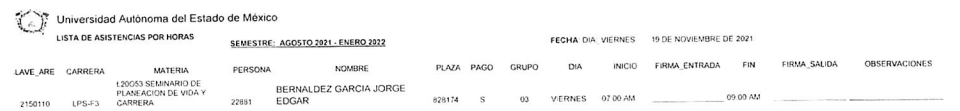 Universidad Autónoma del Estado de México
LISTA DE ASISTENCIAS POR HORAS
SEMESTRE: AGOSTO 2021 - ENERO 2022
FECHA DIA VIERNES 19 DE NOVIEMBRE DE 2021
LAVE_ARE CARRERA MATERIA PERSONA NOMBRE PLAZA PAGO GRUPO DIA INICIO FIRMA_ENTRADA FIN FIRMA_SALIDA OBSERVACIONES
2150110 LPS-F3 L20G53 SEMINARIO DE PLANEACION DE VIDA Y CARRERA 22881 BERNALDEZ GARCIA JORGE EDGAR 828174 S 03 VIERNES 07:00 AM 09:00 AM